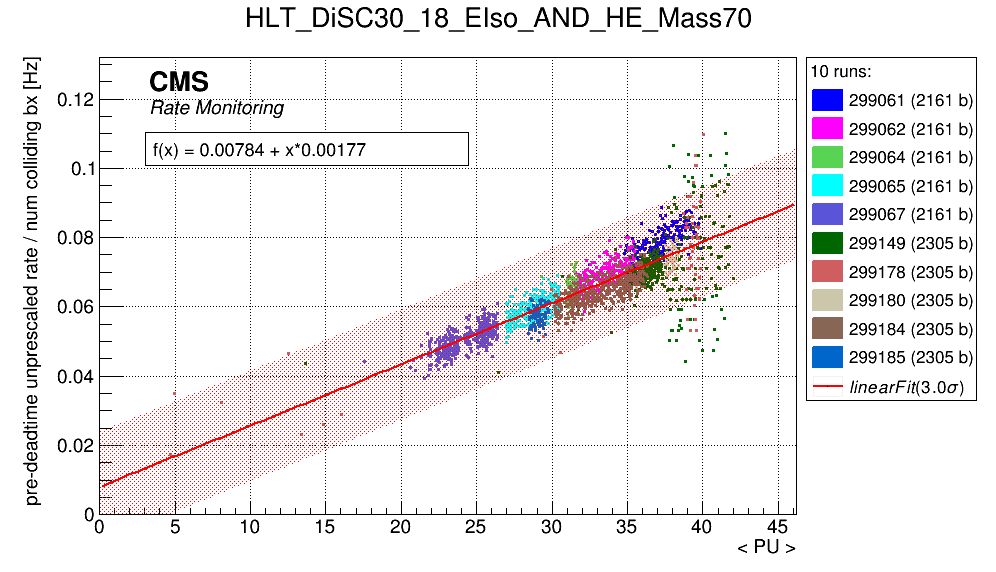 HLT_DiSC30_18_EIso_AND_HE_Mass70
pre-deadtime unprescaled rate / num colliding bx [Hz]
CMS
Rate Monitoring
f(x) = 0.00784 + x*0.00177
0.12
0.1
0.08
0.06
0.04
0.02
0
0 5 10 15 20 25 30 35 40 45
< PU >
10 runs:
299061 (2161 b)
299062 (2161 b)
299064 (2161 b)
299065 (2161 b)
299067 (2161 b)
299149 (2305 b)
299178 (2305 b)
299180 (2305 b)
299184 (2305 b)
299185 (2305 b)
linearFit(3.0σ)